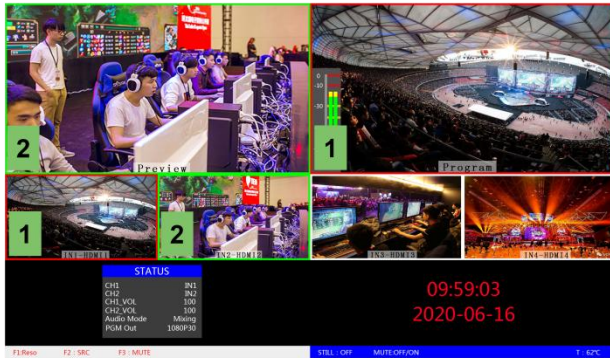 2
Preview
0
-10
-30
1
Program
1
IN1-HDMI1
2
IN2-HDMI2
IN3-HDMI3
IN4-HDMI4
STATUS
CH1 IN1
CH2 IN2
CH1_VOL 100
CH2_VOL 100
Audio Mode Mixing
PGM Out 1080P30
09:59:03
2020-06-16
F1:Reso F2 : SRC F3 : MUTE STILL : OFF MUTE:OFF/ON T : 62℃